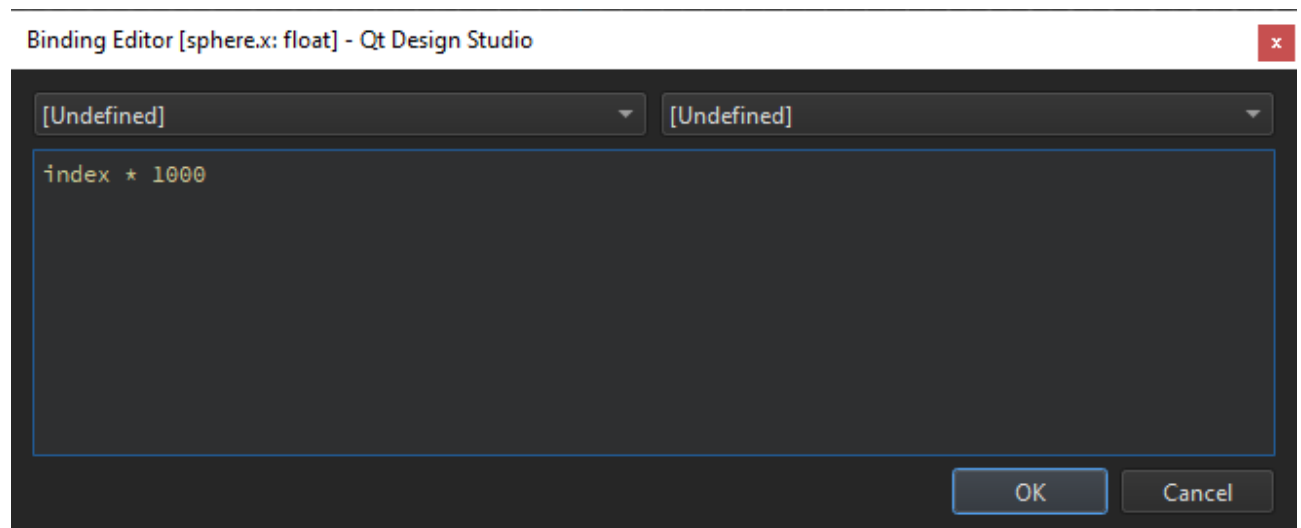 Binding Editor [sphere.x: float] - Qt Design Studio
x
[Undefined] [Undefined]
index * 1000
OK Cancel